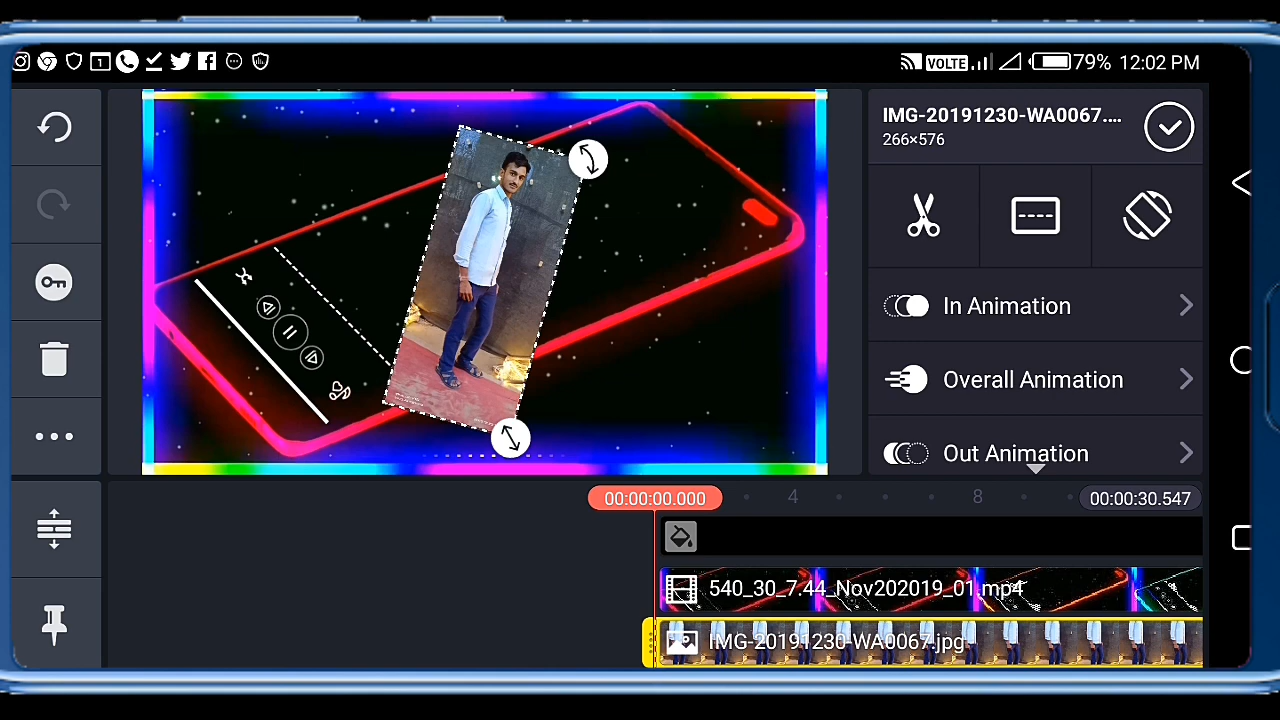 1
VOLTE
79% 12:02 PM
IMG-20191230-WA0067....
266×576
In Animation
Overall Animation
Out Animation
00:00:00.000
4
8
00:00:30.547
540_30_7.44_Nov202019_01.mp4
IMG-20191230-WA0067.jpg